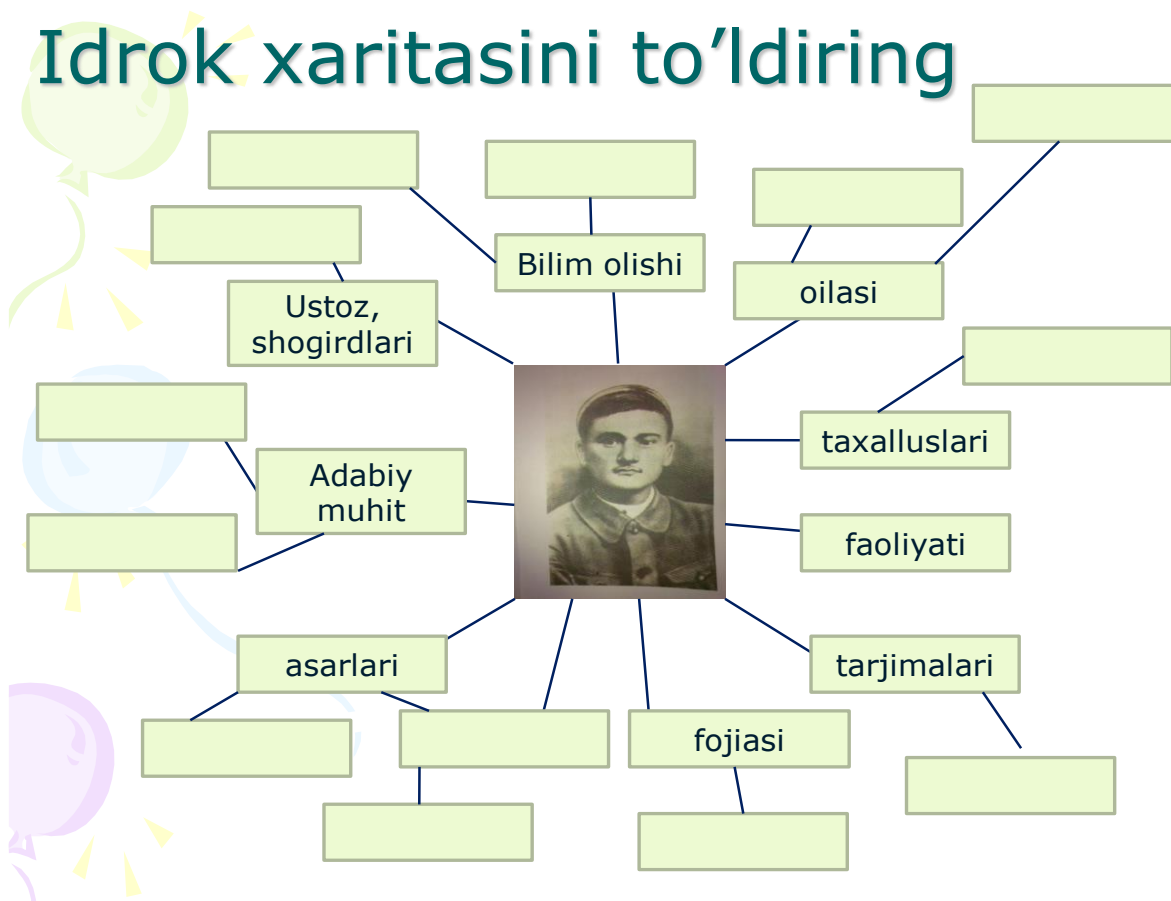 Idrok xaritasini to’ldiring
Bilim olishi
oilasi
Ustoz,
shogirdlari
taxalluslari
Adabiy
muhit
faoliyati
asarlari
tarjimalari
fojiasi